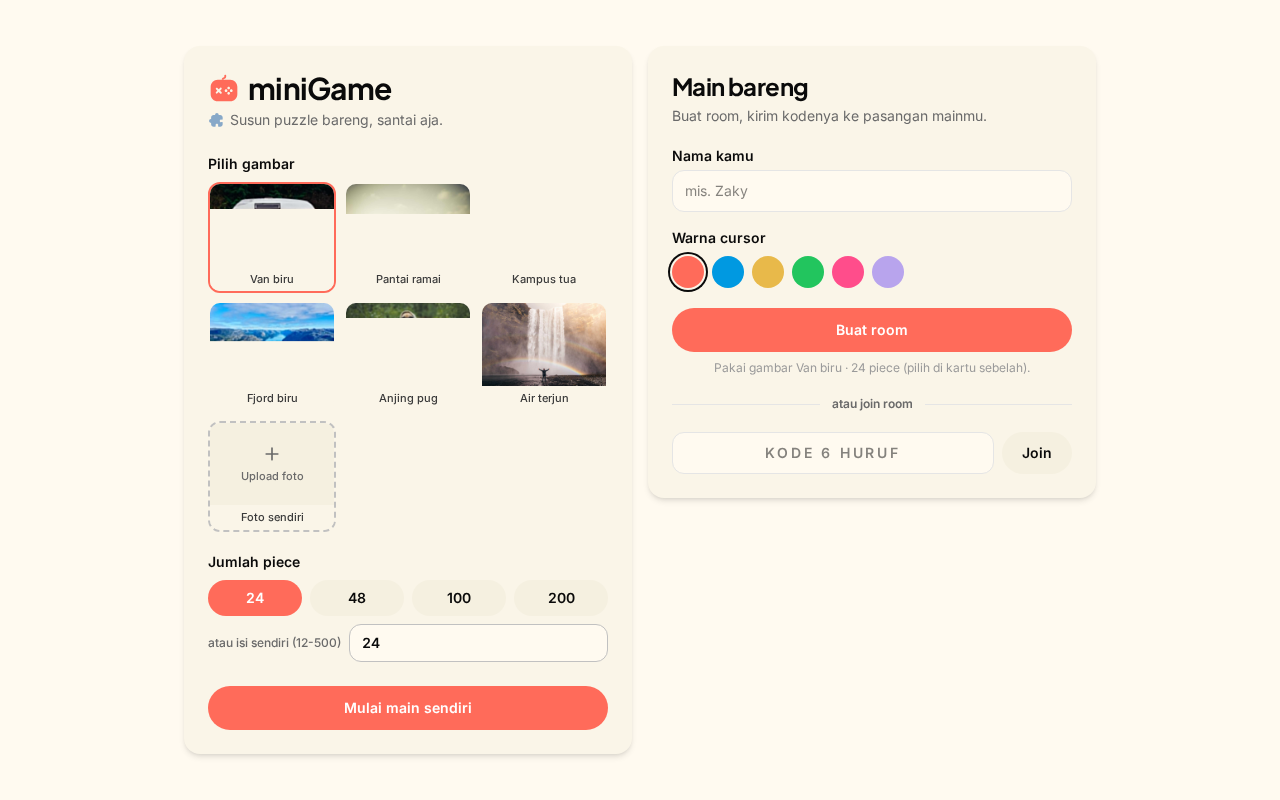 miniGame
Susun puzzle bareng, santai aja.
Pilih gambar
Van biru
Pantai ramai
Kampus tua
Fjord biru
Anjing pug
Air terjun
Upload foto
Foto sendiri
Jumlah piece
24
48
100
200
atau isi sendiri (12-500)
24
Mulai main sendiri
Main bareng
Buat room, kirim kodenya ke pasangan mainmu.
Nama kamu
mis. Zaky
Warna cursor
Buat room
Pakai gambar Van biru · 24 piece (pilih di kartu sebelah).
atau join room
KODE 6 HURUF
Join